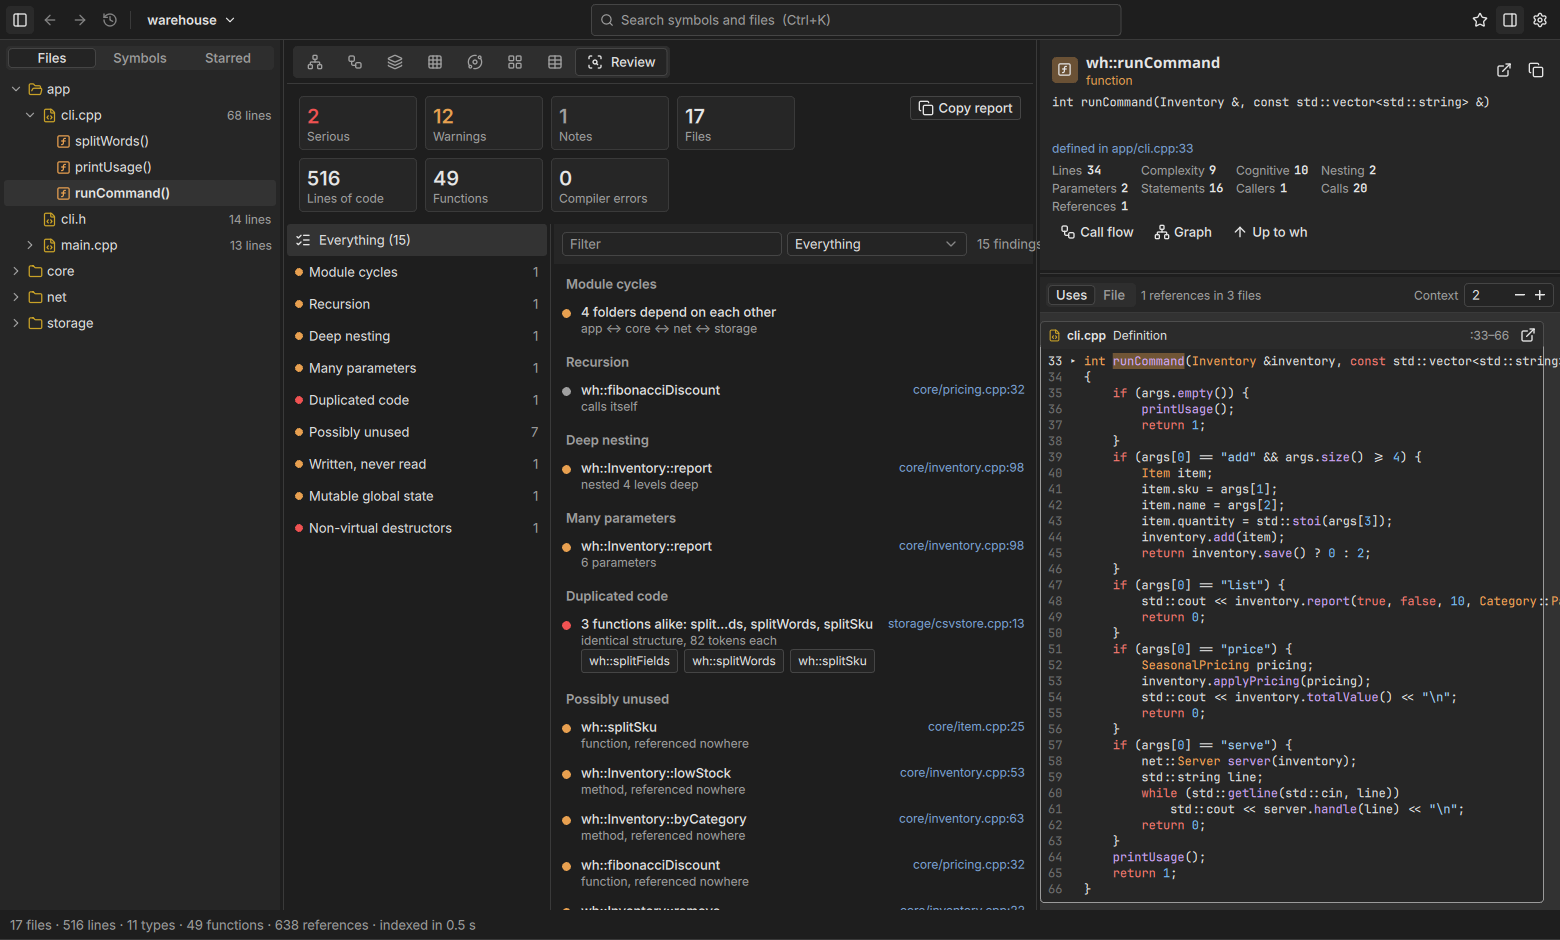 warehouse
Search symbols and files (Ctrl+K)
Files
Symbols
Starred
app
cli.cpp
68 lines
splitWords()
printUsage()
runCommand()
cli.h
14 lines
main.cpp
13 lines
core
net
storage
Review
2
Serious
12
Warnings
1
Notes
17
Files
Copy report
516
Lines of code
49
Functions
0
Compiler errors
Everything (15)
Module cycles 1
Recursion 1
Deep nesting 1
Many parameters 1
Duplicated code 1
Possibly unused 7
Written, never read 1
Mutable global state 1
Non-virtual destructors 1
Filter
Everything
15 findings
Module cycles
4 folders depend on each other
app ↔ core ↔ net ↔ storage
Recursion
wh::fibonacciDiscount core/pricing.cpp:32
calls itself
Deep nesting
wh::Inventory::report core/inventory.cpp:98
nested 4 levels deep
Many parameters
wh::Inventory::report core/inventory.cpp:98
6 parameters
Duplicated code
3 functions alike: split...ds, splitWords, splitSku storage/csvstore.cpp:13
identical structure, 82 tokens each
wh::splitFields wh::splitWords wh::splitSku
Possibly unused
wh::splitSku core/item.cpp:25
function, referenced nowhere
wh::Inventory::lowStock core/inventory.cpp:53
method, referenced nowhere
wh::Inventory::byCategory core/inventory.cpp:63
method, referenced nowhere
wh::fibonacciDiscount core/pricing.cpp:32
function, referenced nowhere
wh::runCommand
function
int runCommand(Inventory &, const std::vector<std::string> &)
defined in app/cli.cpp:33
Lines 34 Complexity 9 Cognitive 10 Nesting 2
Parameters 2 Statements 16 Callers 1 Calls 20
References 1
Call flow Graph Up to wh
Uses File 1 references in 3 files Context 2
cli.cpp Definition :33–66
33 int runCommand(Inventory &inventory, const std::vector<std::string>
34 {
35 if (args.empty()) {
36 printUsage();
37 return 1;
38 }
39 if (args[0] == "add" && args.size() >= 4) {
40 Item item;
41 item.sku = args[1];
42 item.name = args[2];
43 item.quantity = std::stoi(args[3]);
44 inventory.add(item);
45 return inventory.save() ? 0 : 2;
46 }
47 if (args[0] == "list") {
48 std::cout << inventory.report(true, false, 10, Category::Pa
49 return 0;
50 }
51 if (args[0] == "price") {
52 SeasonalPricing pricing;
53 inventory.applyPricing(pricing);
54 std::cout << inventory.totalValue() << "\n";
55 return 0;
56 }
57 if (args[0] == "serve") {
58 net::Server server(inventory);
59 std::string line;
60 while (std::getline(std::cin, line))
61 std::cout << server.handle(line) << "\n";
62 return 0;
63 }
64 printUsage();
65 return 1;
66 }
17 files · 516 lines · 11 types · 49 functions · 638 references · indexed in 0.5 s